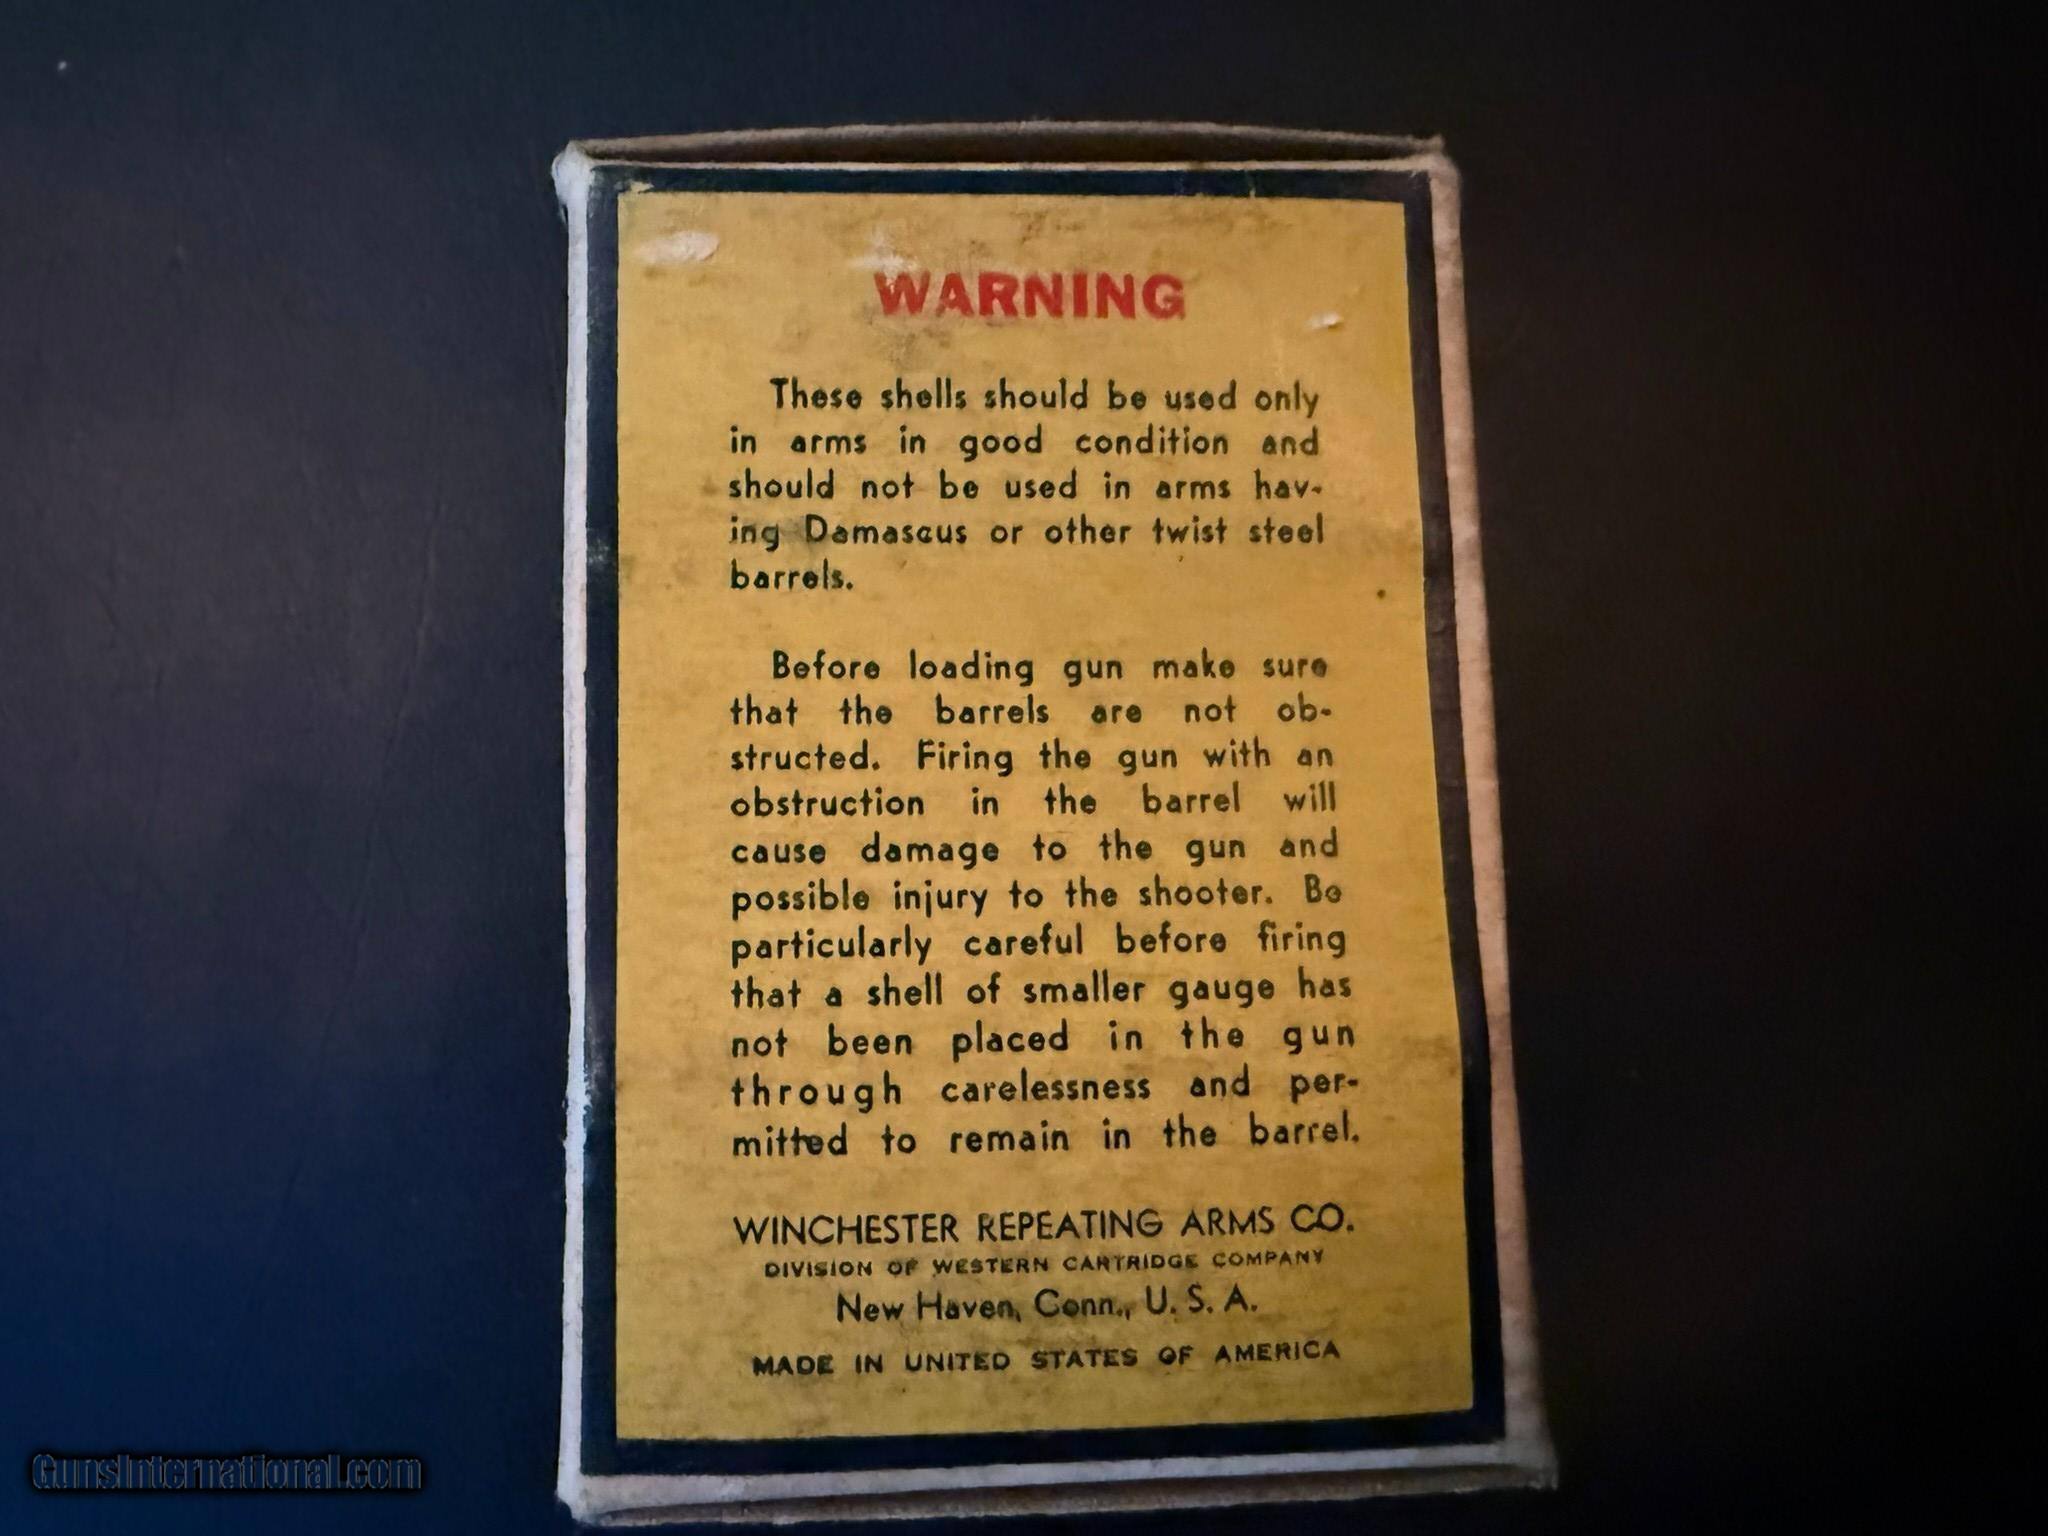 WARNING
These shells should be used only
in arms in good condition and
should not be used in arms hav-
ing Damascus or other twist steel
barrels.
Before loading gun make sure
that the barrels are not ob-
structed. Firing the gun with an
obstruction in the barrel will
cause damage to the gun and
possible injury to the shooter. Be
particularly careful before firing
that a shell of smaller gauge has
not been placed in the gun
through carelessness and per-
mitted to remain in the barrel.
WINCHESTER REPEATING ARMS CO.
DIVISION OF WESTERN CARTRIDGE COMPANY
New Haven, Conn., U. S. A.
MADE IN UNITED STATES OF AMERICA
GunsInternational.com